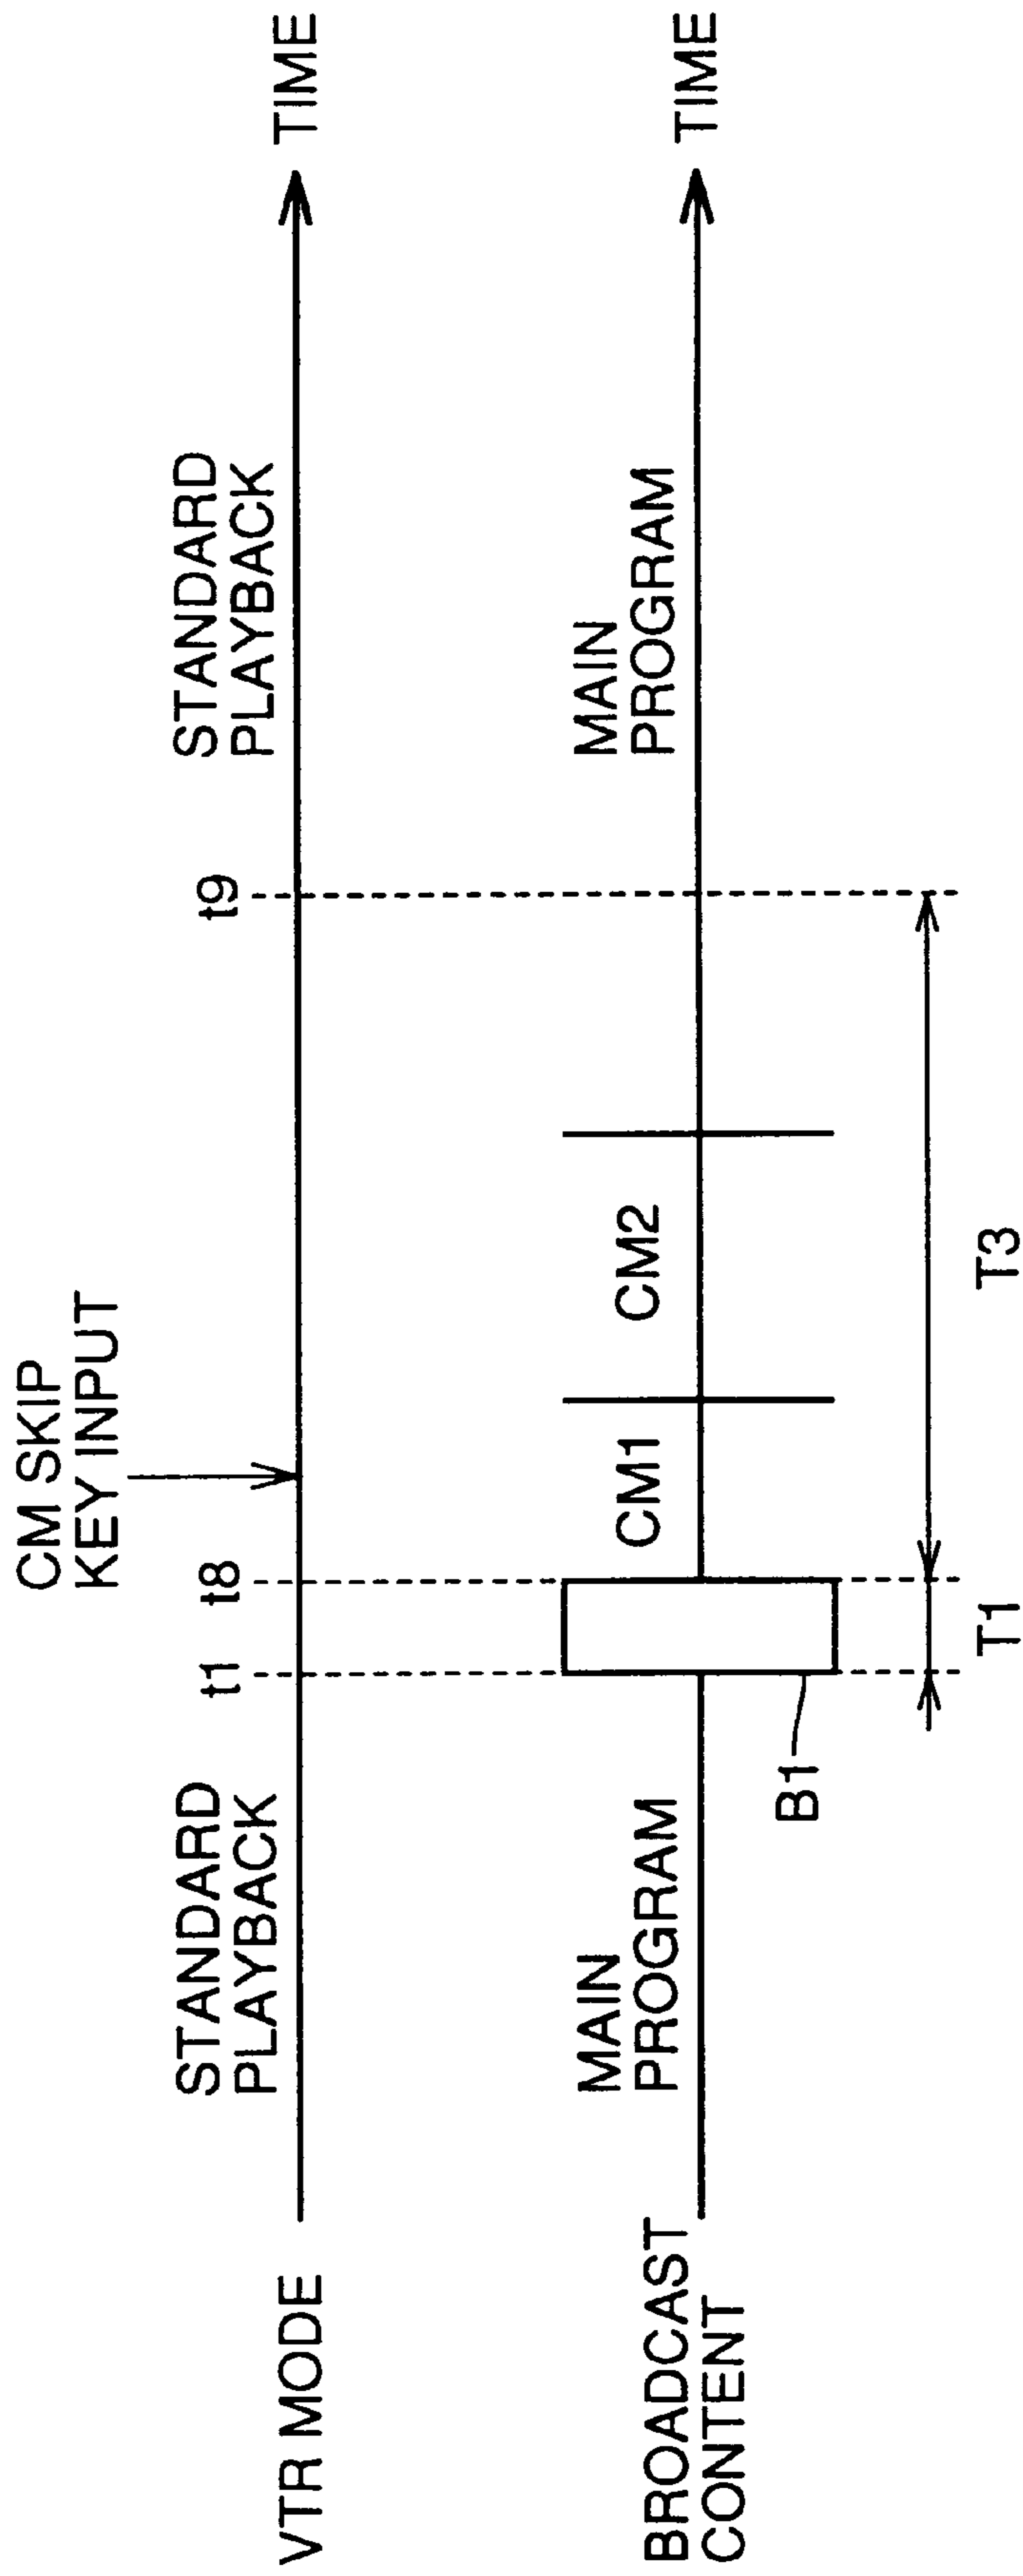 CM SKIP
KEY INPUT
t1
t8
t9
STANDARD
PLAYBACK
STANDARD
PLAYBACK
VTR MODE
TIME
MAIN
PROGRAM
CM1
CM2
MAIN
PROGRAM
BROADCAST
CONTENT
TIME
B1
T1
T3